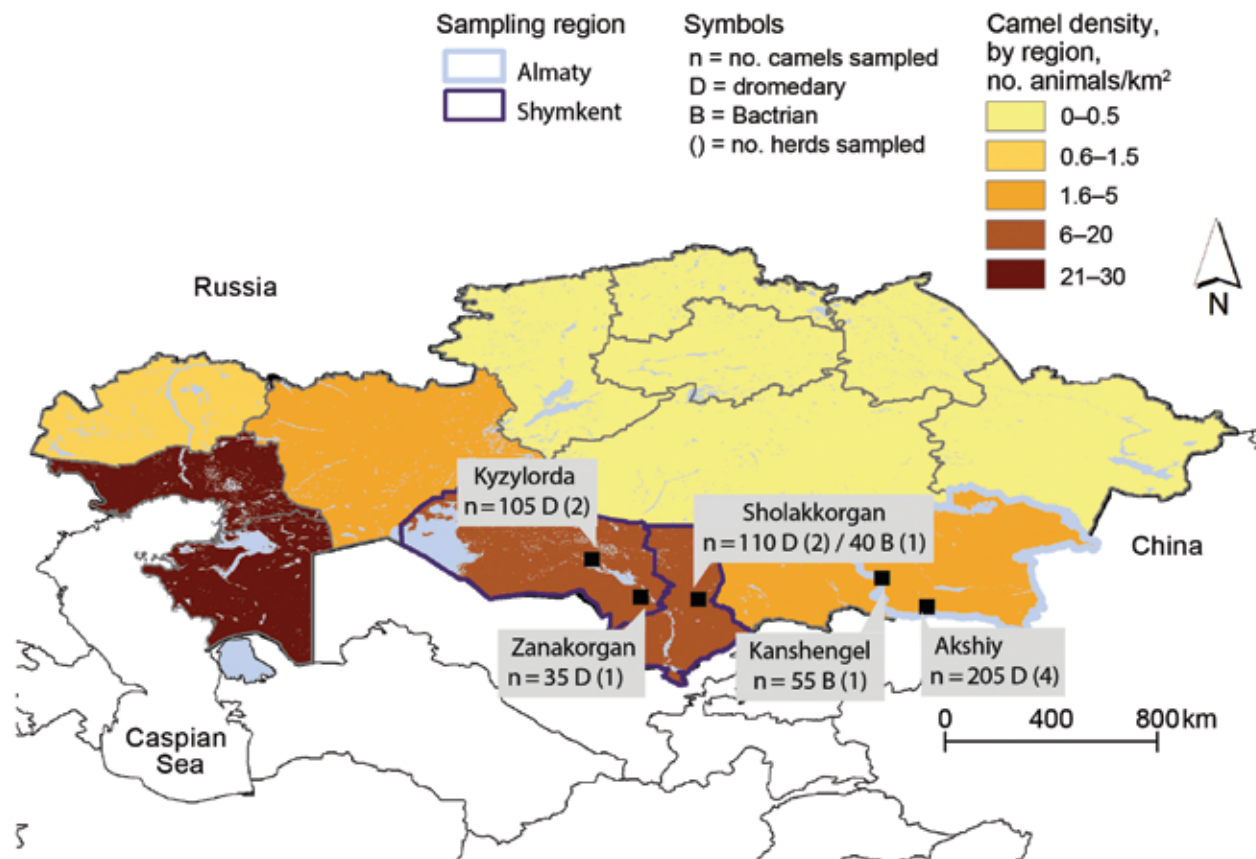 Sampling region
Almaty
Shymkent
Symbols
n = no. camels sampled
D = dromedary
B = Bactrian
() = no. herds sampled
Camel density,
by region,
no. animals/km²
0–0.5
0.6–1.5
1.6–5
6–20
21–30
N
Russia
Kyzylorda
n=105 D (2)
Sholakkorgan
n=110 D (2) / 40 B (1)
China
Zanakorgan
n=35 D (1)
Kanshengel
n=55 B (1)
Akshiy
n=205 D (4)
0 400 800km
Caspian
Sea